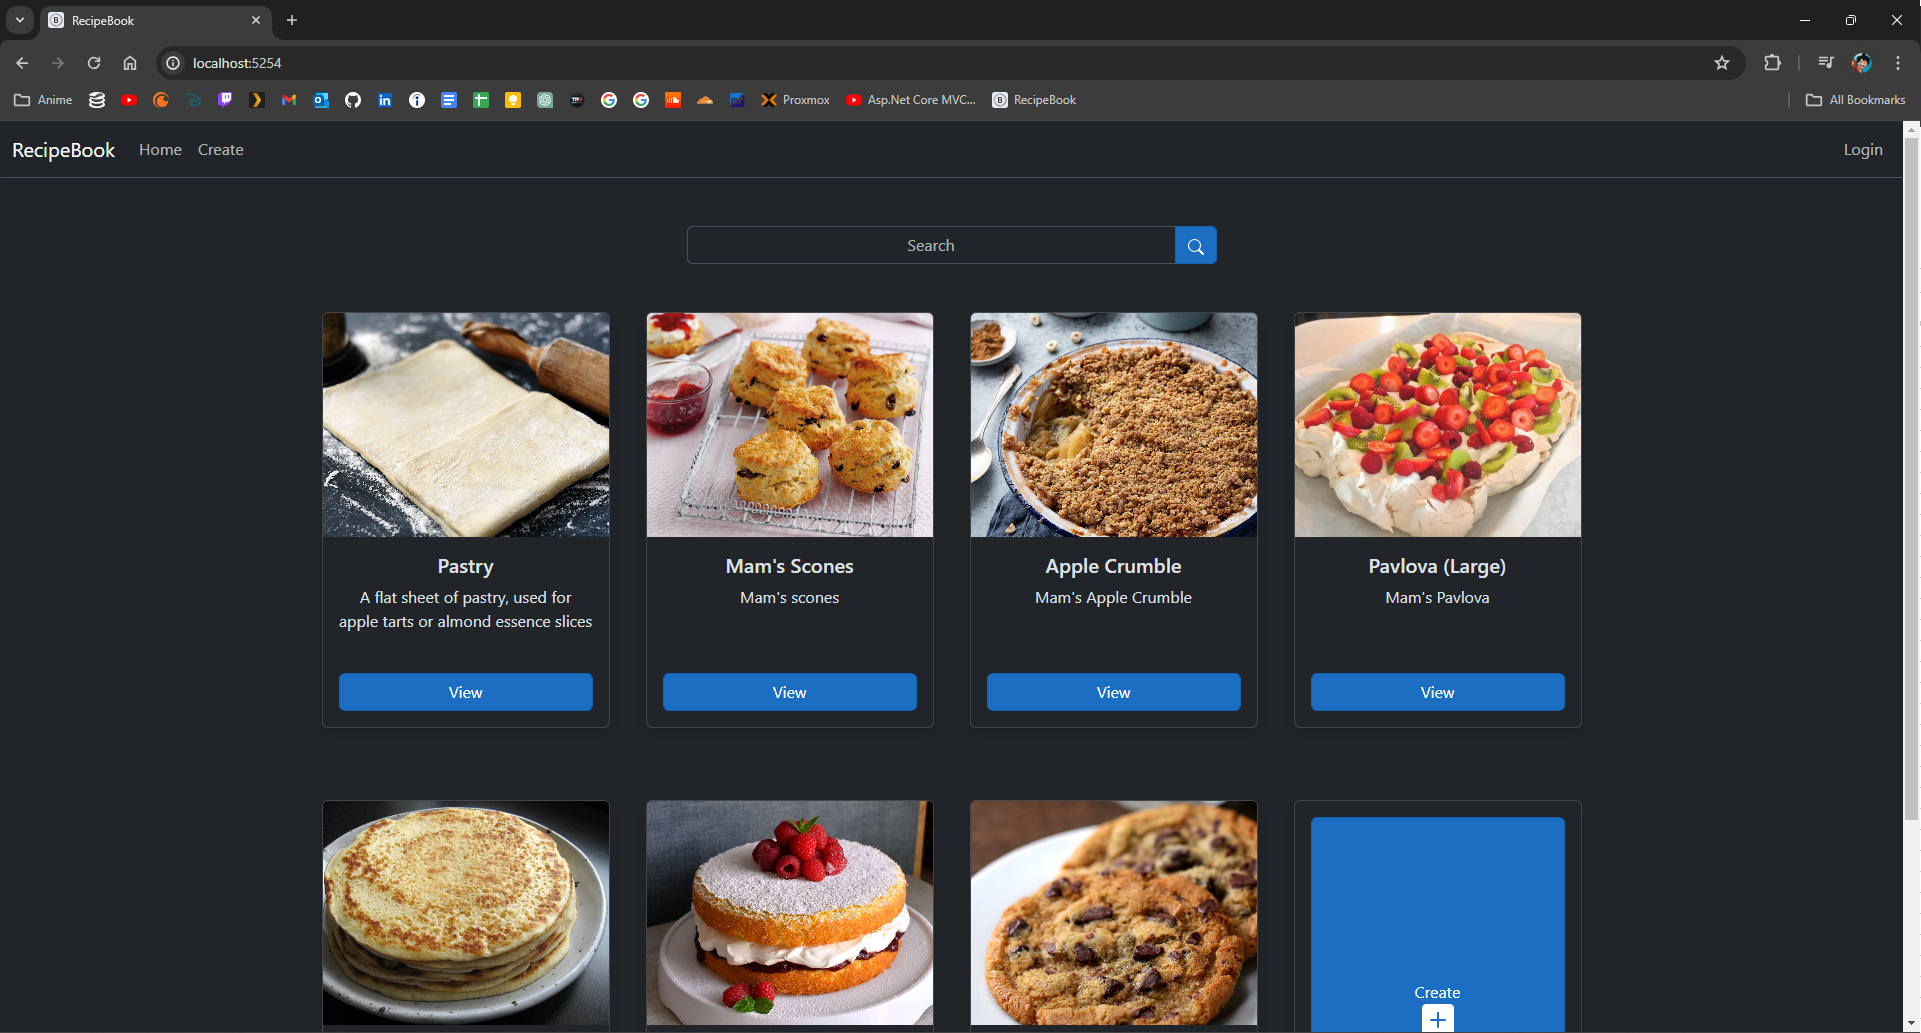 RecipeBook
localhost:5254
Anime
Proxmox
Asp.Net Core MVC...
RecipeBook
All Bookmarks
RecipeBook Home Create Login
Search
Pastry
A flat sheet of pastry, used for
apple tarts or almond essence slices
View
Mam's Scones
Mam's scones
View
Apple Crumble
Mam's Apple Crumble
View
Pavlova (Large)
Mam's Pavlova
View
Create